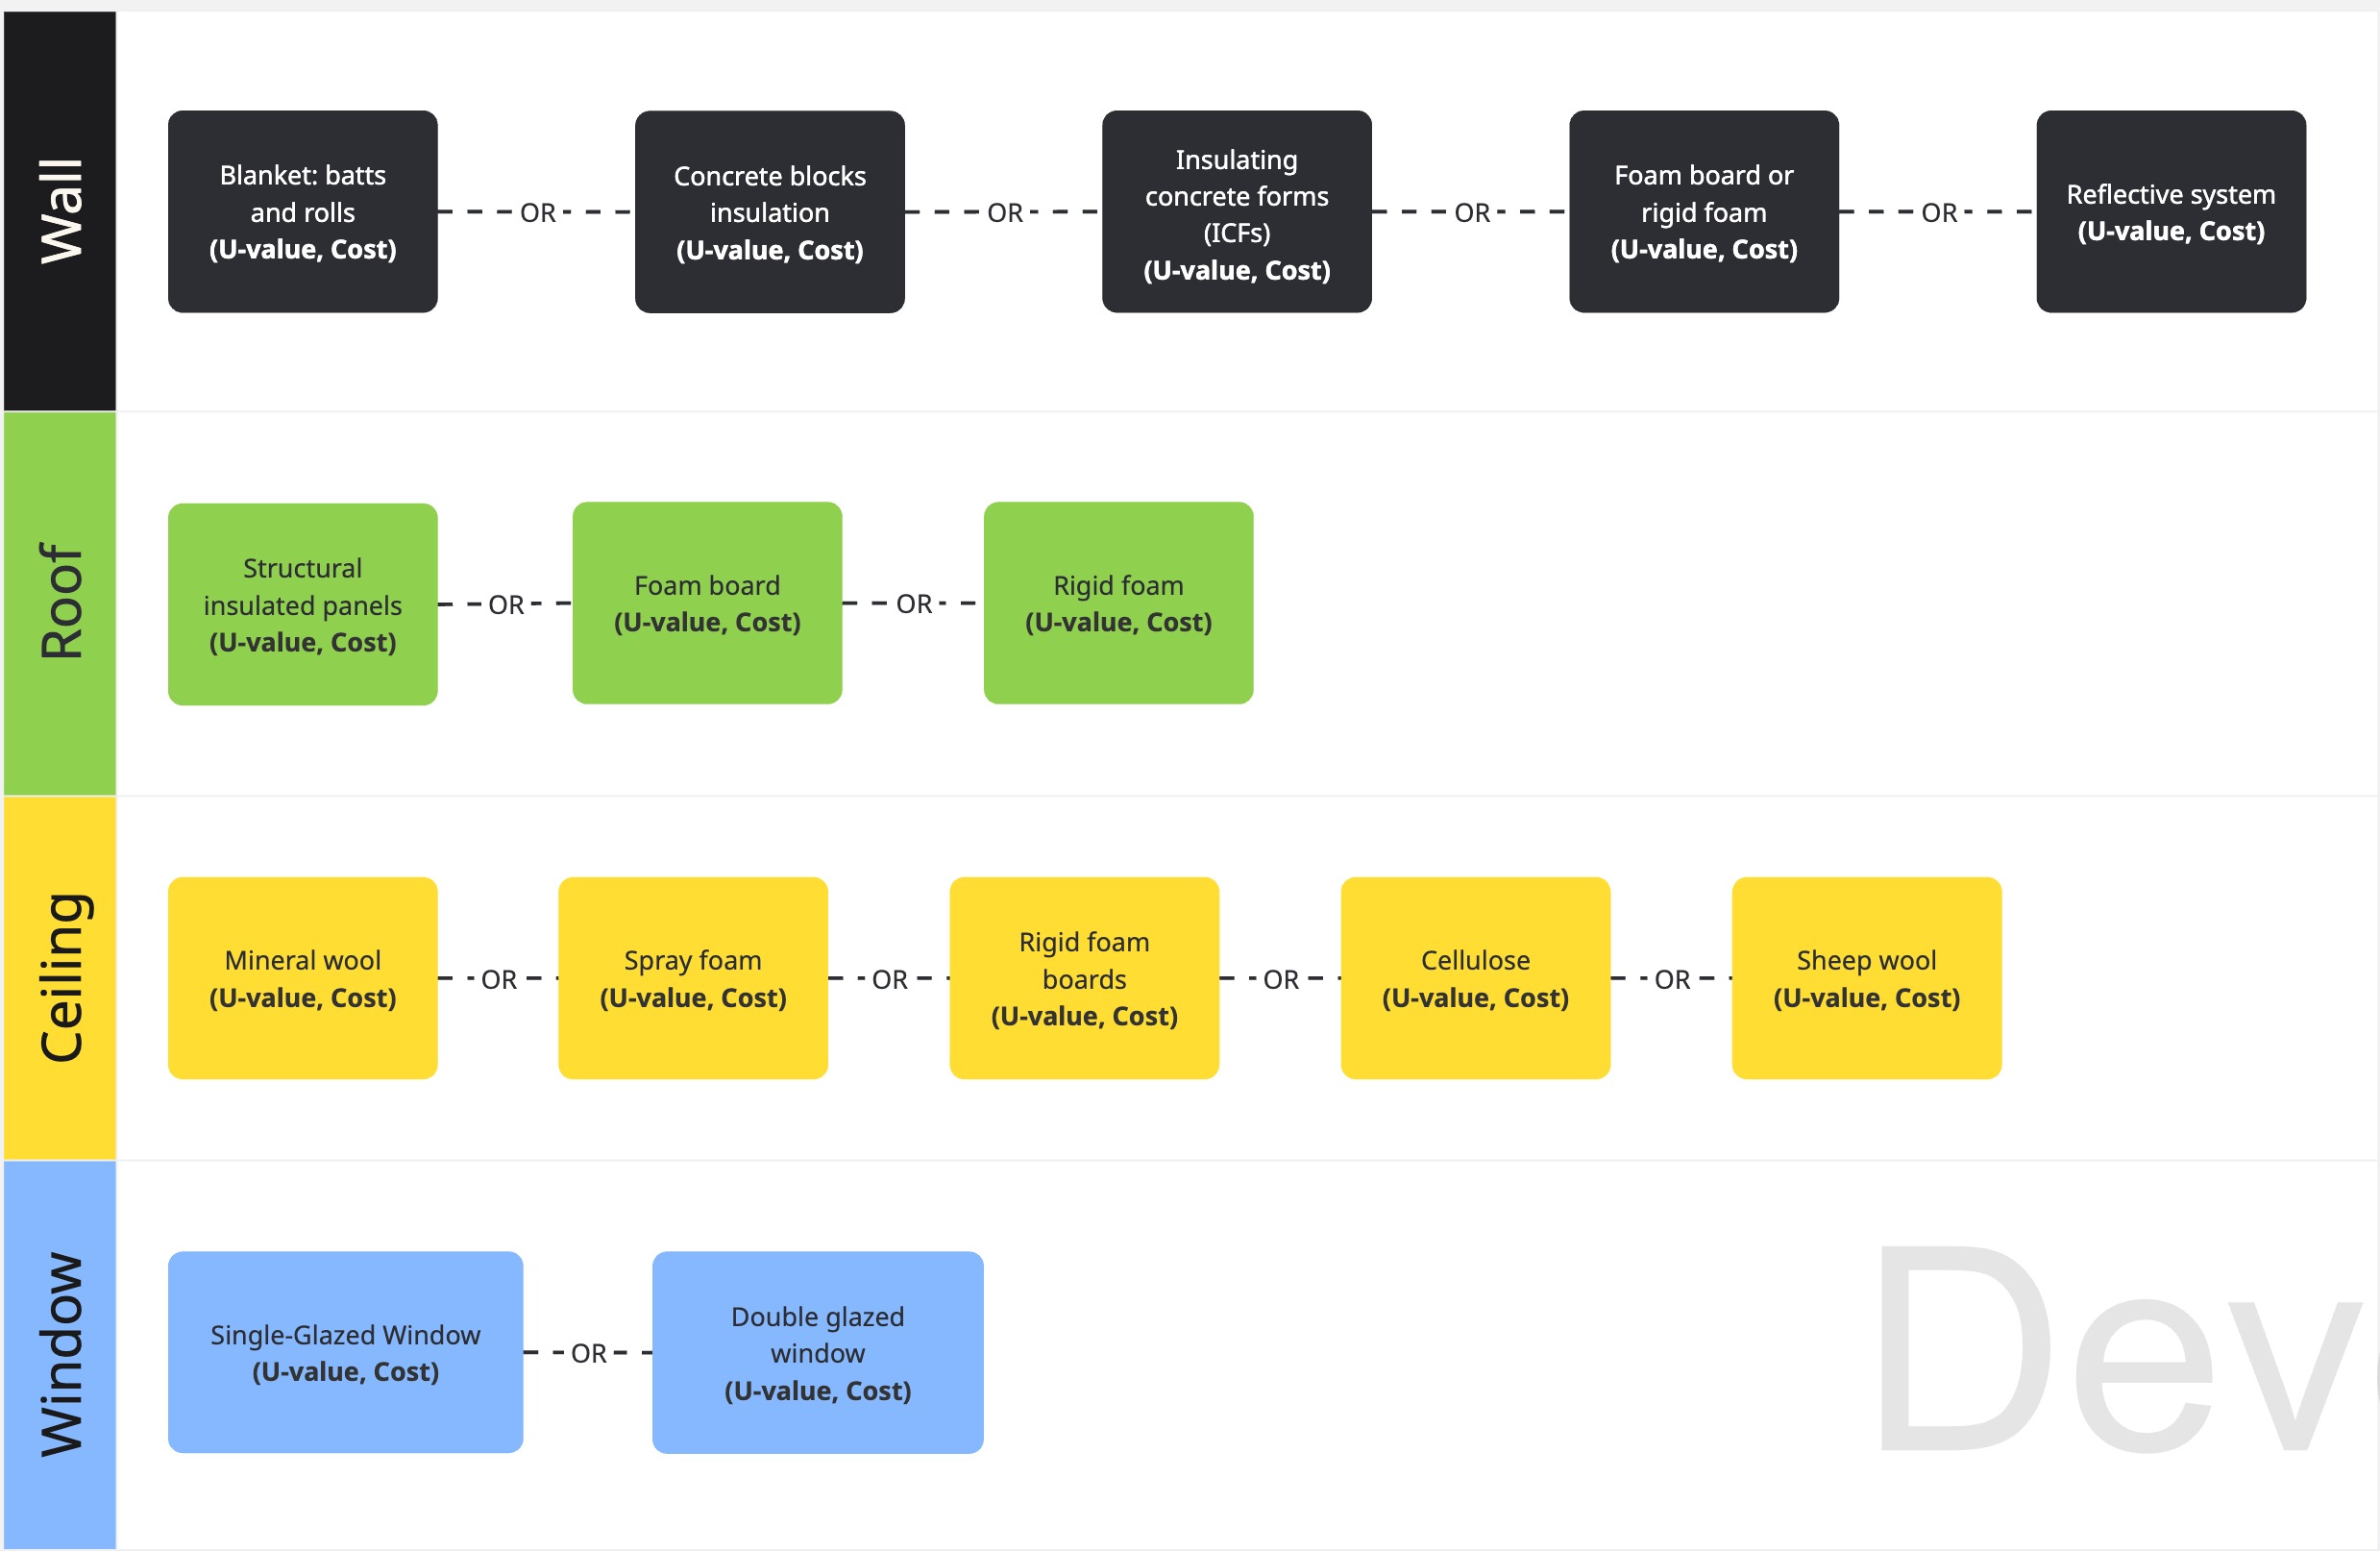 Wall
Blanket: batts
and rolls
(U-value, Cost)
OR
Concrete blocks
insulation
(U-value, Cost)
OR
Insulating
concrete forms
(ICFs)
(U-value, Cost)
OR
Foam board or
rigid foam
(U-value, Cost)
OR
Reflective system
(U-value, Cost)
Roof
Structural
insulated panels
(U-value, Cost)
OR
Foam board
(U-value, Cost)
OR
Rigid foam
(U-value, Cost)
Ceiling
Mineral wool
(U-value, Cost)
OR
Spray foam
(U-value, Cost)
OR
Rigid foam
boards
(U-value, Cost)
OR
Cellulose
(U-value, Cost)
OR
Sheep wool
(U-value, Cost)
Window
Single-Glazed Window
(U-value, Cost)
OR
Double glazed
window
(U-value, Cost)
Dev